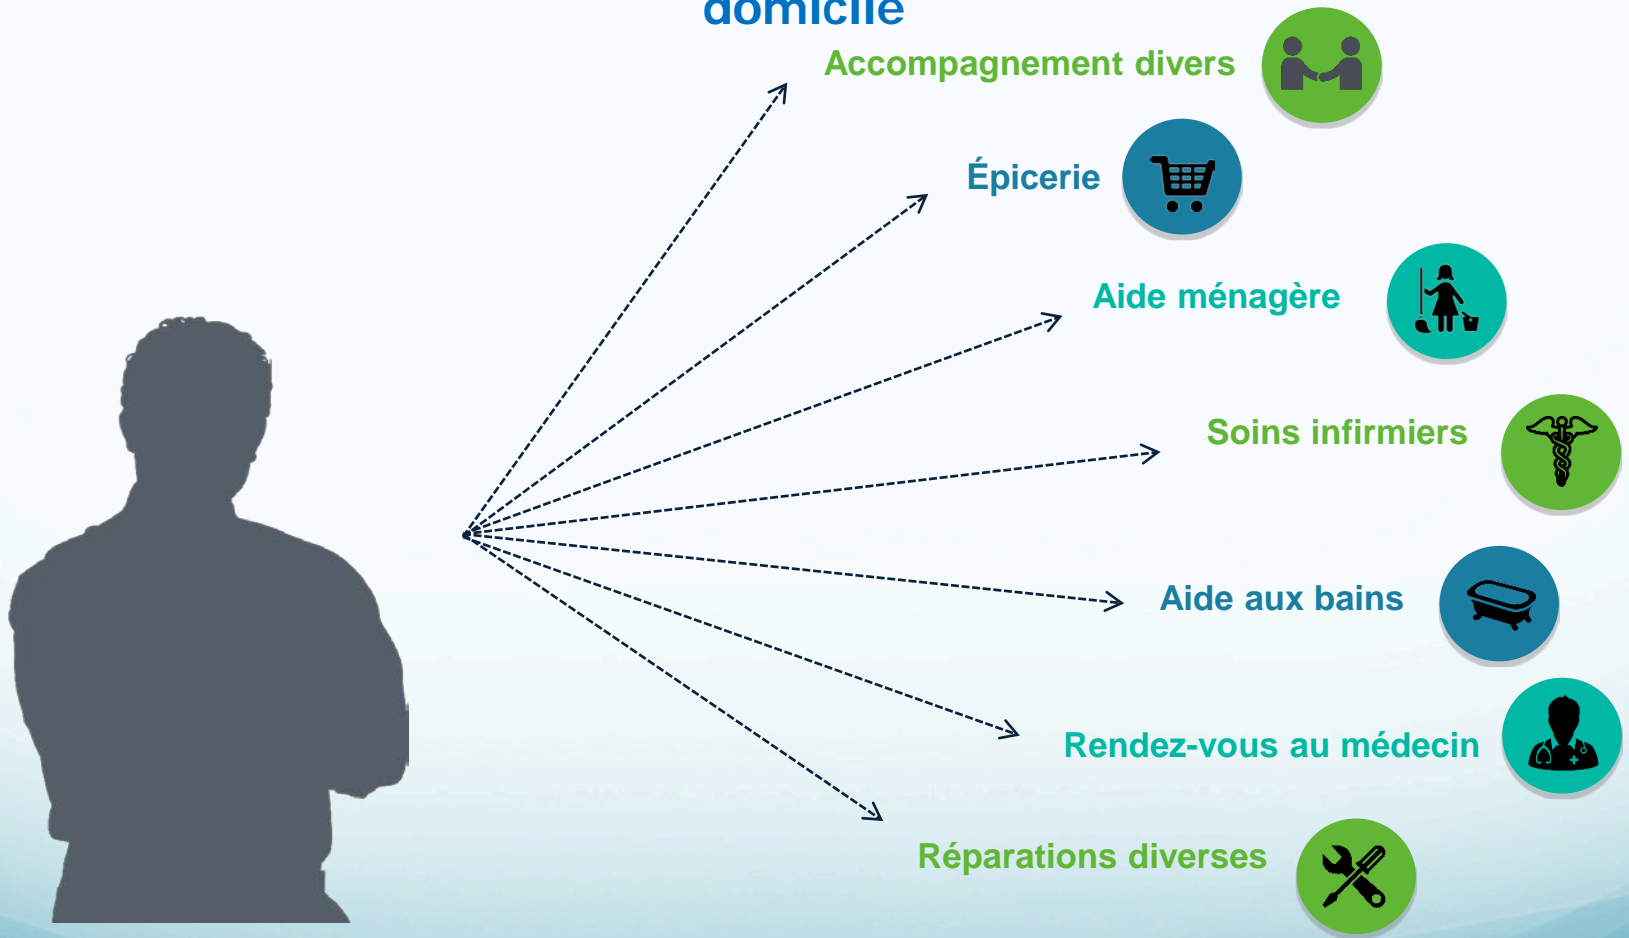 domicile
Accompagnement divers
Épicerie
Aide ménagère
Soins infirmiers
Aide aux bains
Rendez-vous au médecin
Réparations diverses